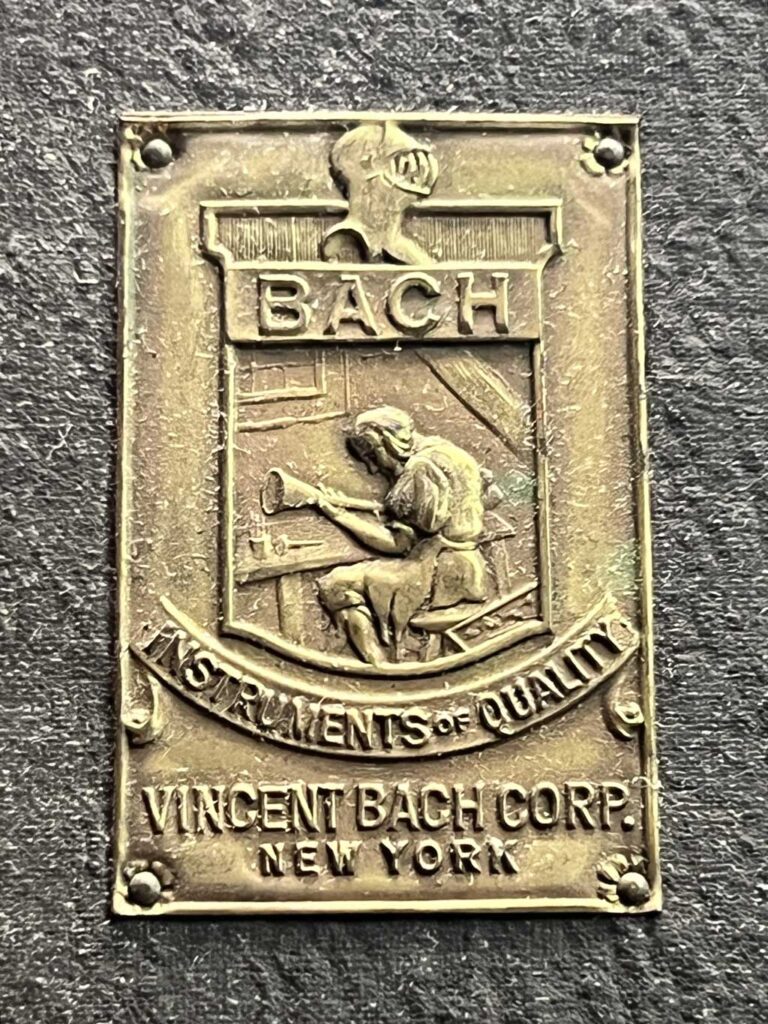 BACH
INSTRUMENTS OF QUALITY
VINCENT BACH CORP.
NEW YORK